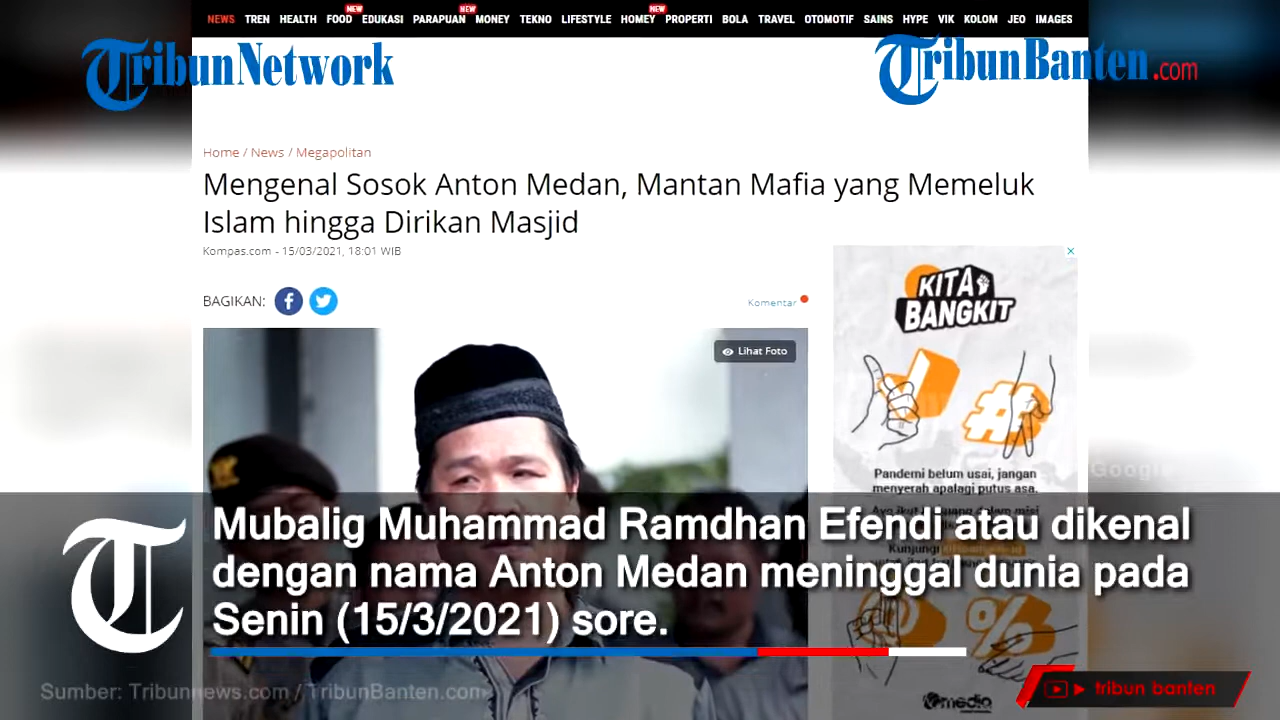 NEWS TREN HEALTH FOOD NEW EDUKASI PARAPUAN NEW MONEY TEKNO LIFESTYLE HOMEY NEW PROPERTI BOLA TRAVEL OTOMOTIF SAINS HYPE VIK KOLOM JEO IMAGES
TribunNetwork
TribunBanten.com
Home / News / Megapolitan
Mengenal Sosok Anton Medan, Mantan Mafia yang Memeluk
Islam hingga Dirikan Masjid
Kompas.com - 15/03/2021, 18:01 WIB
BAGIKAN:
Komentar
Lihat Foto
KITA
BANGKIT
#
Pandemi belum usai, jangan
menyerah apalagi putus asa.
Kunjungi
%
Mubalig Muhammad Ramdhan Efendi atau dikenal
dengan nama Anton Medan meninggal dunia pada
Senin (15/3/2021) sore.
T
Sumber: Tribunnews.com / TribunBanten.com
tribun banten